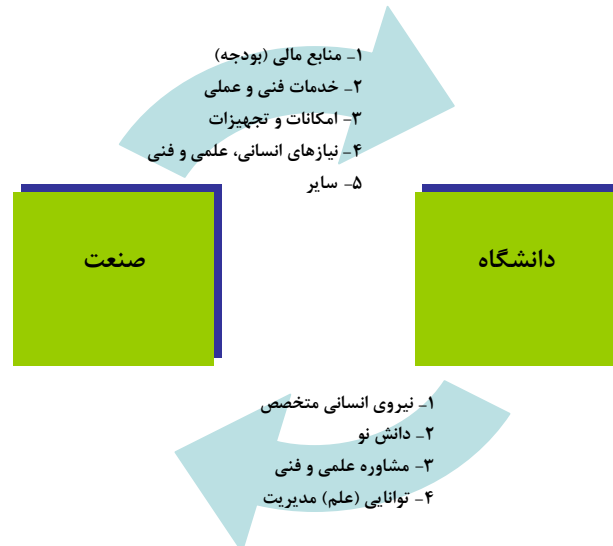 ۱- منابع مالی (بودجه)
۲- خدمات فنی و عملی
۳- امکانات و تجهیزات
۴- نیازهای انسانی، علمی و فنی
۵- سایر
دانشگاه
صنعت
۱- نیروی انسانی متخصص
۲- دانش نو
۳- مشاوره علمی و فنی
۴- توانایی (علم) مدیریت